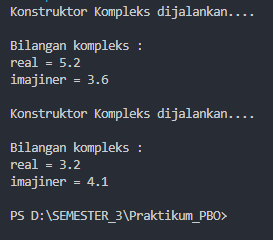 Konstruktor Kompleks dijalankan....
Bilangan kompleks :
real = 5.2
imajiner = 3.6
Konstruktor Kompleks dijalankan....
Bilangan kompleks :
real = 3.2
imajiner = 4.1
PS D:\SEMESTER_3\Praktikum_PBO>